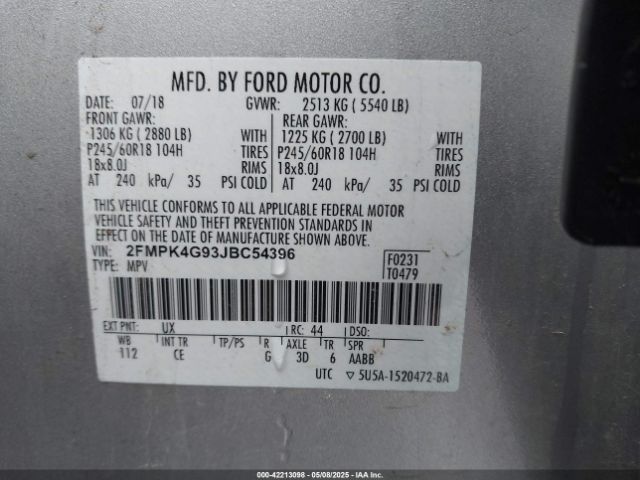 MFD. BY FORD MOTOR CO.
DATE: 07/18 GVWR: 2513 KG ( 5540 LB)
FRONT GAWR: REAR GAWR:
1306 KG ( 2880 LB) WITH 1225 KG ( 2700 LB) WITH
P245/60R18 104H TIRES P245/60R18 104H TIRES
18x8.0J RIMS 18x8.0J RIMS
AT 240 kPa/ 35 PSI COLD AT 240 kPa/ 35 PSI COLD
THIS VEHICLE CONFORMS TO ALL APPLICABLE FEDERAL MOTOR
VEHICLE SAFETY AND THEFT PREVENTION STANDARDS IN
EFFECT ON THE DATE OF MANUFACTURE SHOWN ABOVE.
VIN: 2FMPK4G93JBC54396 F0231
TYPE: MPV T0479
EXT PNT: UX RC: 44 DSO:
WB INT TR TP/PS R AXLE TR SPR
112 CE G 3D 6 AABB
UTC ▽ 5U5A-1520472-BA
000-42213098 - 05/08/2025 - IAAI.com